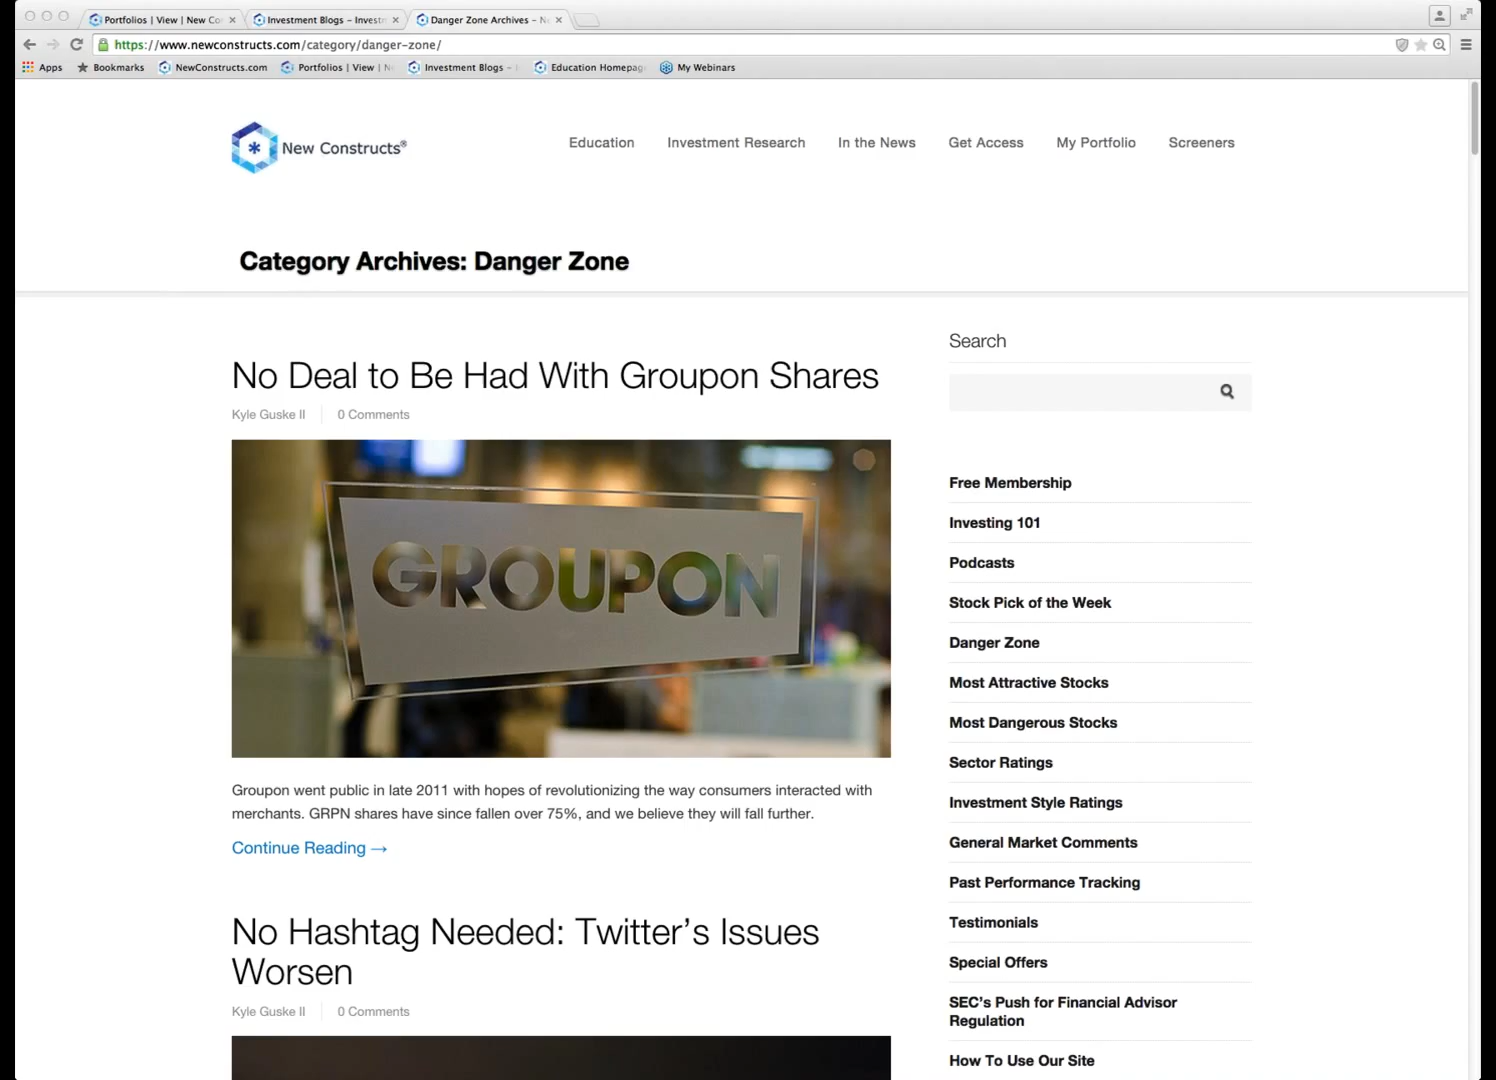 Portfolios | View | New Co
Investment Blogs – Investm
Danger Zone Archives – N
https://www.newconstructs.com/category/danger-zone/
Apps
Bookmarks
NewConstructs.com
Portfolios | View | N
Investment Blogs –
Education Homepag
My Webinars
New Constructs®
Education
Investment Research
In the News
Get Access
My Portfolio
Screeners
Category Archives: Danger Zone
No Deal to Be Had With Groupon Shares
Kyle Guske II
0 Comments
GROUPON
Groupon went public in late 2011 with hopes of revolutionizing the way consumers interacted with
merchants. GRPN shares have since fallen over 75%, and we believe they will fall further.
Continue Reading →
No Hashtag Needed: Twitter’s Issues
Worsen
Kyle Guske II
0 Comments
Search
Free Membership
Investing 101
Podcasts
Stock Pick of the Week
Danger Zone
Most Attractive Stocks
Most Dangerous Stocks
Sector Ratings
Investment Style Ratings
General Market Comments
Past Performance Tracking
Testimonials
Special Offers
SEC’s Push for Financial Advisor
Regulation
How To Use Our Site